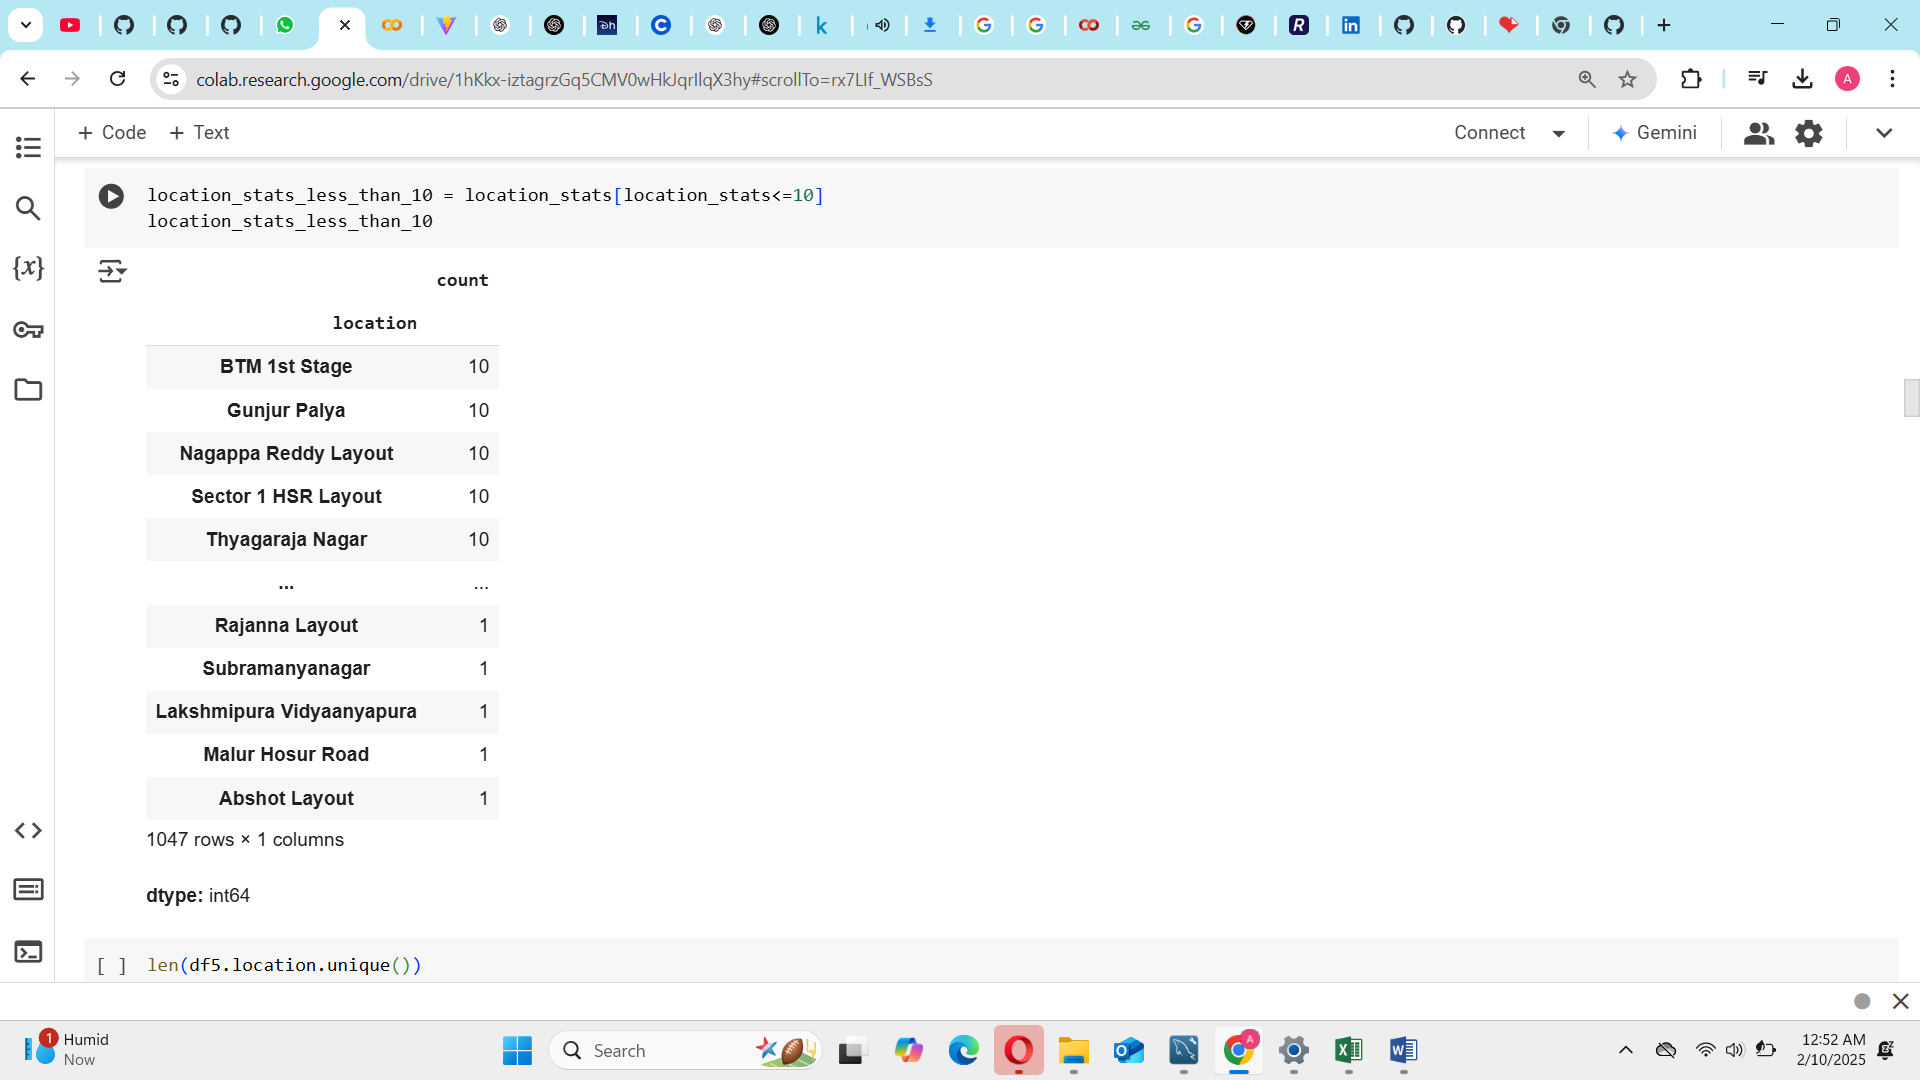 colab.research.google.com/drive/1hKkx-iztagrzGq5CMV0wHkJqrIlqX3hy#scrollTo=rx7LIf_WSBsS
A
+ Code + Text
Connect
Gemini
location_stats_less_than_10 = location_stats[location_stats<=10]
location_stats_less_than_10
{x}
count
location
BTM 1st Stage 10
Gunjur Palya 10
Nagappa Reddy Layout 10
Sector 1 HSR Layout 10
Thyagaraja Nagar 10
... ...
Rajanna Layout 1
Subramanyanagar 1
Lakshmipura Vidyaanyapura 1
Malur Hosur Road 1
Abshot Layout 1
1047 rows × 1 columns
dtype: int64
[ ] len(df5.location.unique())
1
Humid
Now
Search
12:52 AM
2/10/2025